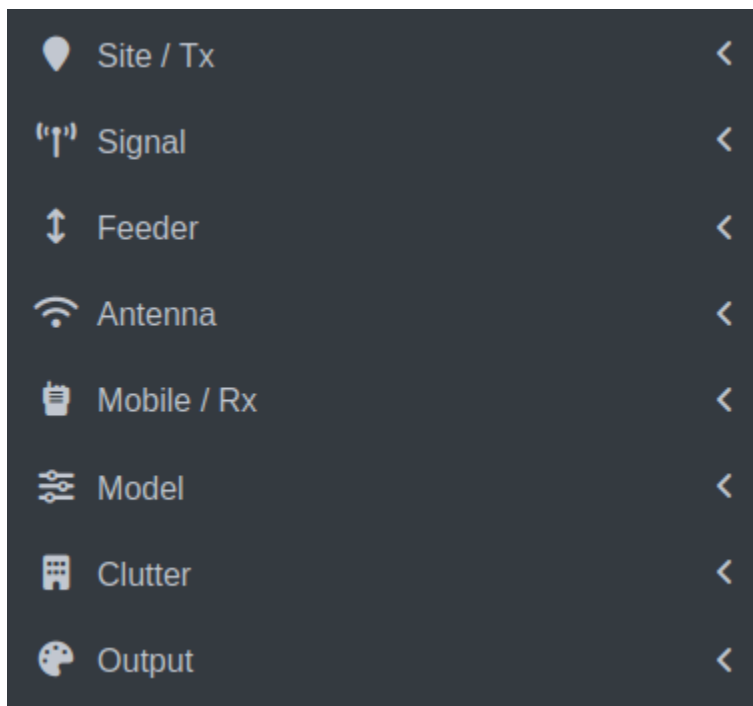 Site / Tx
Signal
Feeder
Antenna
Mobile / Rx
Model
Clutter
Output